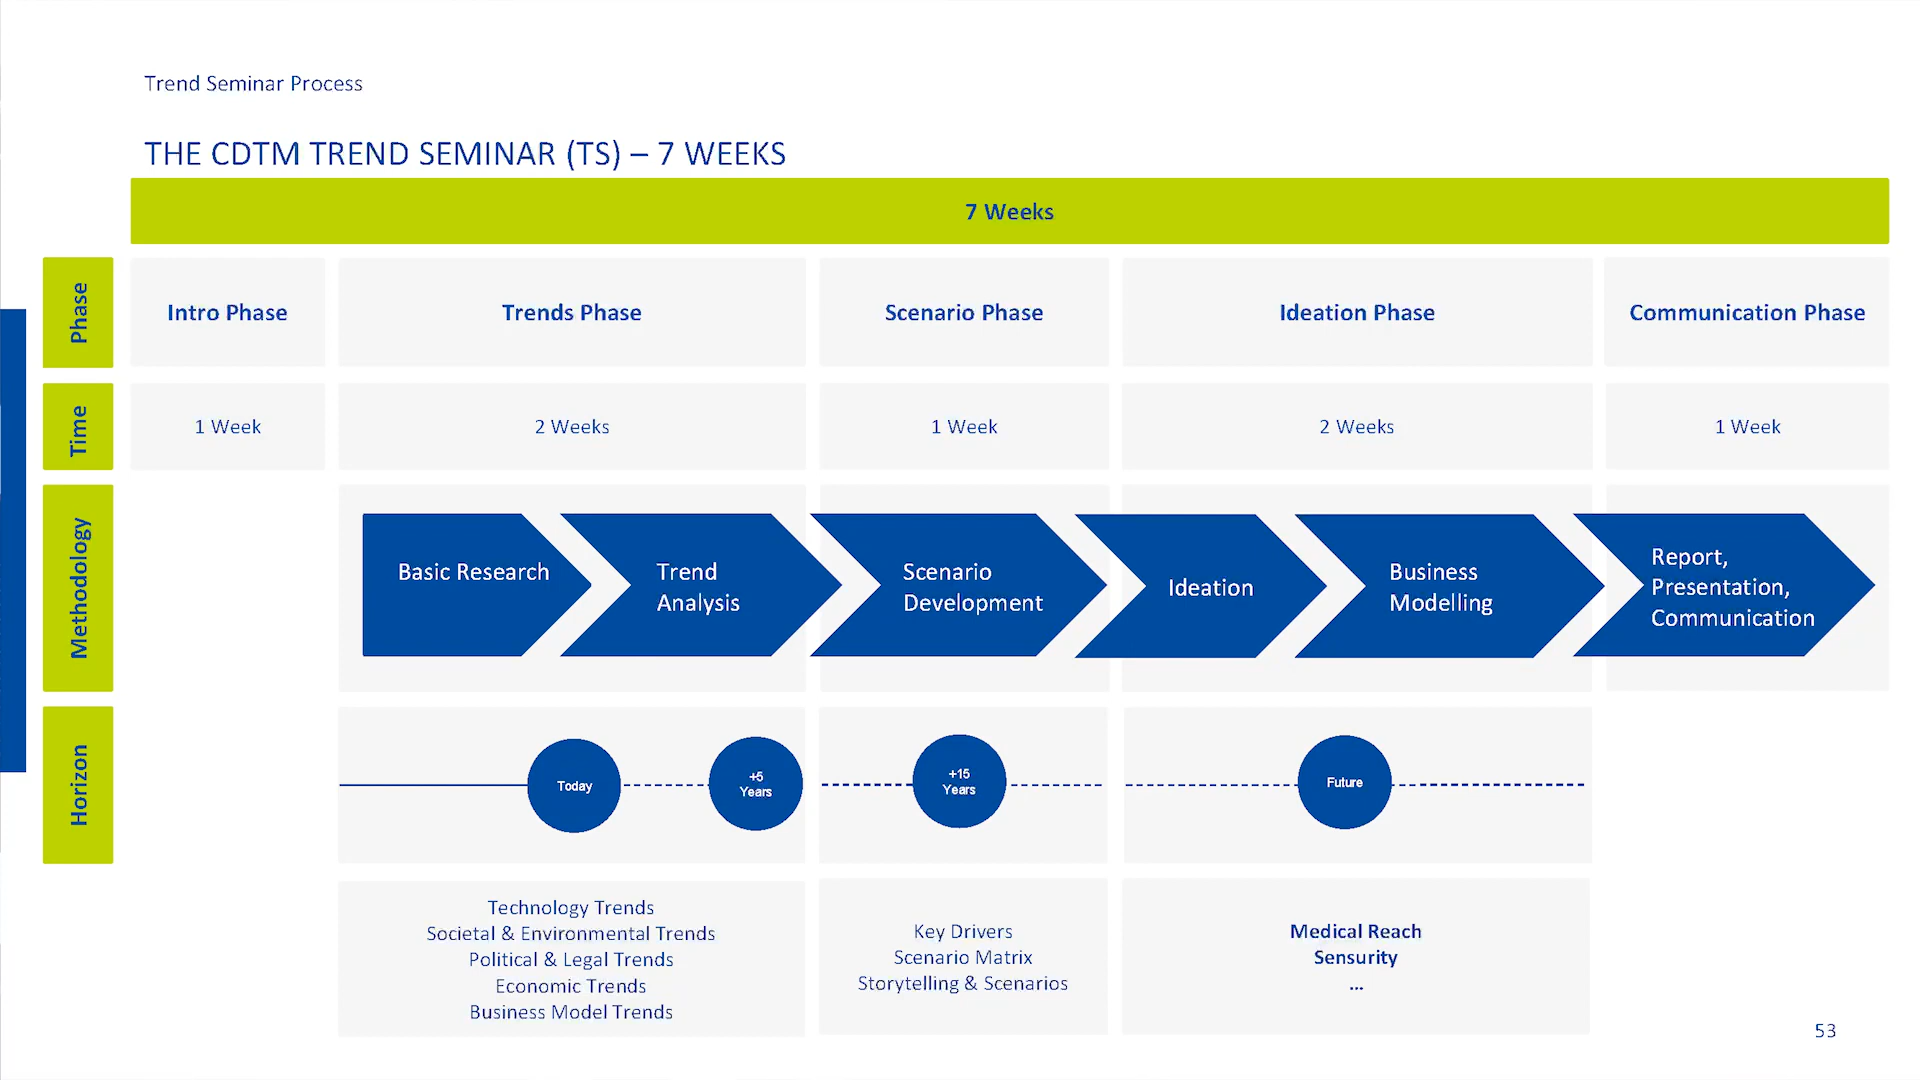 Trend Seminar Process
THE CDTM TREND SEMINAR (TS) – 7 WEEKS
7 Weeks
Phase
Intro Phase
Trends Phase
Scenario Phase
Ideation Phase
Communication Phase
Time
1 Week
2 Weeks
1 Week
2 Weeks
1 Week
Methodology
Basic Research
Trend
Analysis
Scenario
Development
Ideation
Business
Modelling
Report,
Presentation,
Communication
Horizon
Today
+5
Years
+15
Years
Future
Technology Trends
Societal & Environmental Trends
Political & Legal Trends
Economic Trends
Business Model Trends
Key Drivers
Scenario Matrix
Storytelling & Scenarios
Medical Reach
Sensurity
...
53